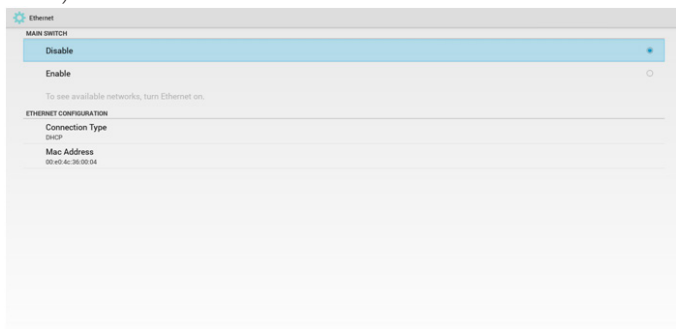 Ethernet
MAIN SWITCH
Disable
Enable
To see available networks, turn Ethernet on.
ETHERNET CONFIGURATION
Connection Type
DHCP
Mac Address
00:e0:4c:36:00:04